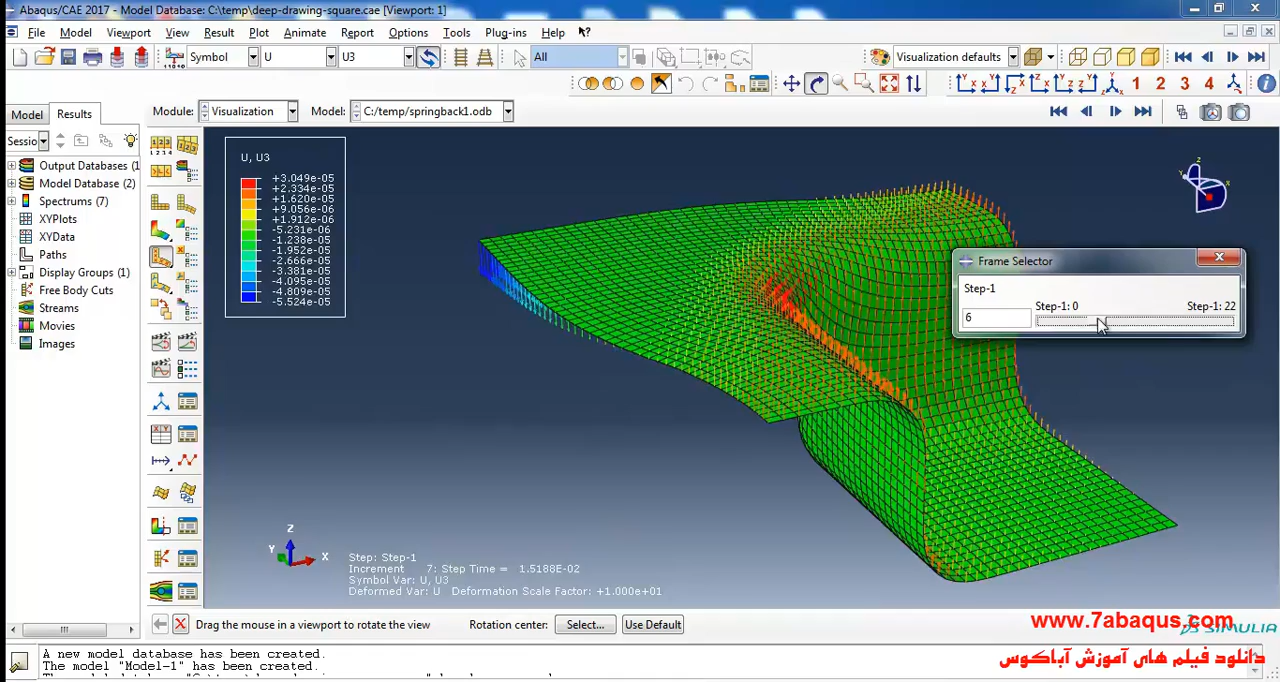 Abaqus/CAE 2017 - Model Database: C:\temp\deep-drawing-square.cae [Viewport: 1]
File Model Viewport View Result Plot Animate Report Options Tools Plug-ins Help
Symbol U U3 All Visualization defaults
1 2 3 4
Model Results Module: Visualization Model: C:/temp/springback1.odb
Sessio
Output Databases (1
Model Database (2)
Spectrums (7)
XYPlots
XYData
Paths
Display Groups (1)
Free Body Cuts
Streams
Movies
Images
U, U3
+3.049e-05
+2.334e-05
+1.620e-05
+9.056e-06
+1.912e-06
-5.231e-06
-1.238e-05
-1.952e-05
-2.666e-05
-3.381e-05
-4.095e-05
-4.809e-05
-5.524e-05
Frame Selector
Step-1
Step-1: 0 Step-1: 22
6
Z
Y X
Step: Step-1
Increment 7: Step Time = 1.5188E-02
Symbol Var: U, U3
Deformed Var: U Deformation Scale Factor: +1.000e+01
Drag the mouse in a viewport to rotate the view Rotation center: Select... Use Default
www.7abaqus.com
SIMULIA
دانلود فیلم های آموزش آباکوس
A new model database has been created.
The model "Model-1" has been created.